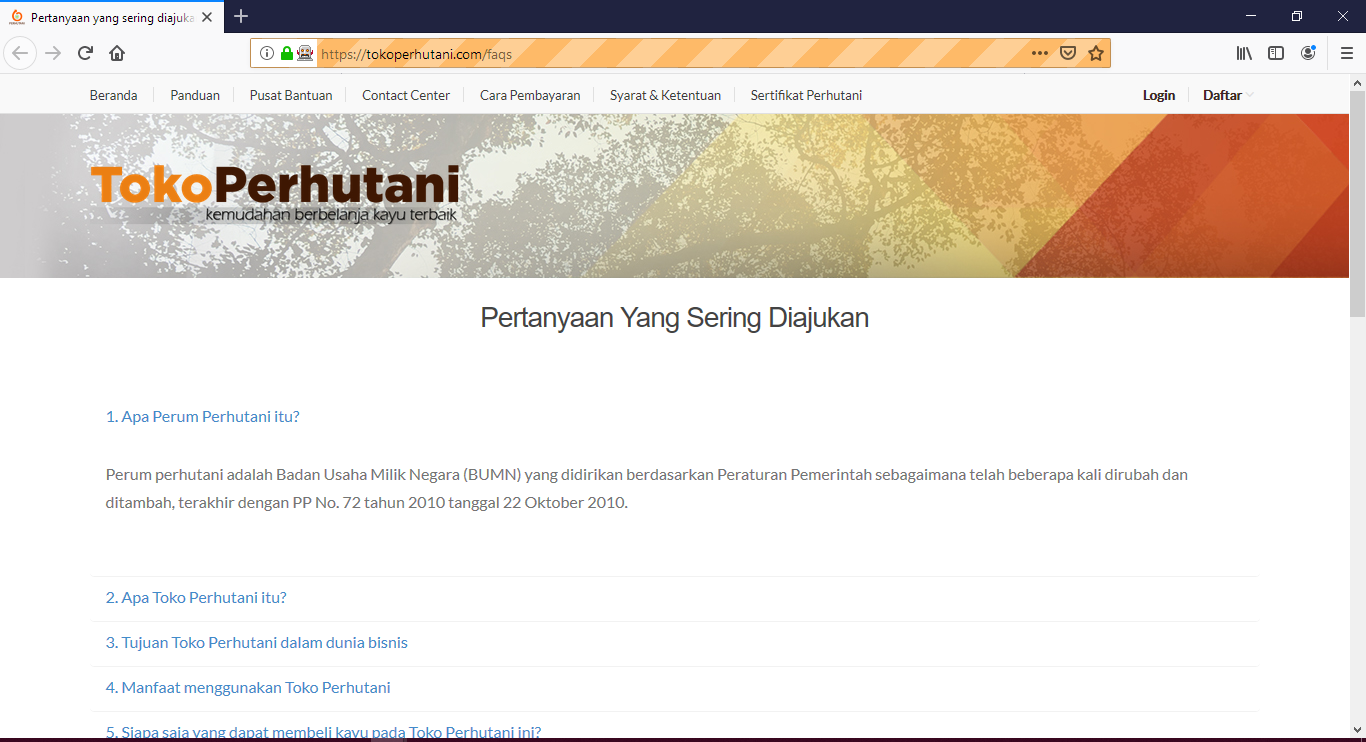 Pertanyaan yang sering diajuka
https://tokoperhutani.com/faqs
Beranda Panduan Pusat Bantuan Contact Center Cara Pembayaran Syarat & Ketentuan Sertifikat Perhutani Login Daftar
TokoPerhutani
kemudahan berbelanja kayu terbaik
Pertanyaan Yang Sering Diajukan
1. Apa Perum Perhutani itu?
Perum perhutani adalah Badan Usaha Milik Negara (BUMN) yang didirikan berdasarkan Peraturan Pemerintah sebagaimana telah beberapa kali dirubah dan
ditambah, terakhir dengan PP No. 72 tahun 2010 tanggal 22 Oktober 2010.
2. Apa Toko Perhutani itu?
3. Tujuan Toko Perhutani dalam dunia bisnis
4. Manfaat menggunakan Toko Perhutani
5. Siapa saja yang dapat membeli kayu pada Toko Perhutani ini?